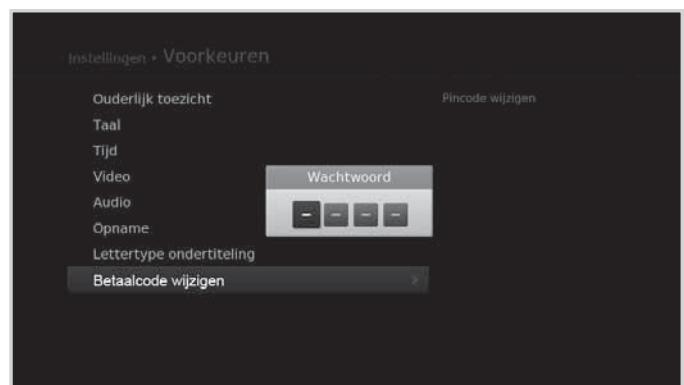 Instellingen • Voorkeuren
Ouderlijk toezicht
Pincode wijzigen
Taal
Tijd
Video
Audio
Opname
Lettertype ondertiteling
Betaalcode wijzigen >
Wachtwoord
– – – –